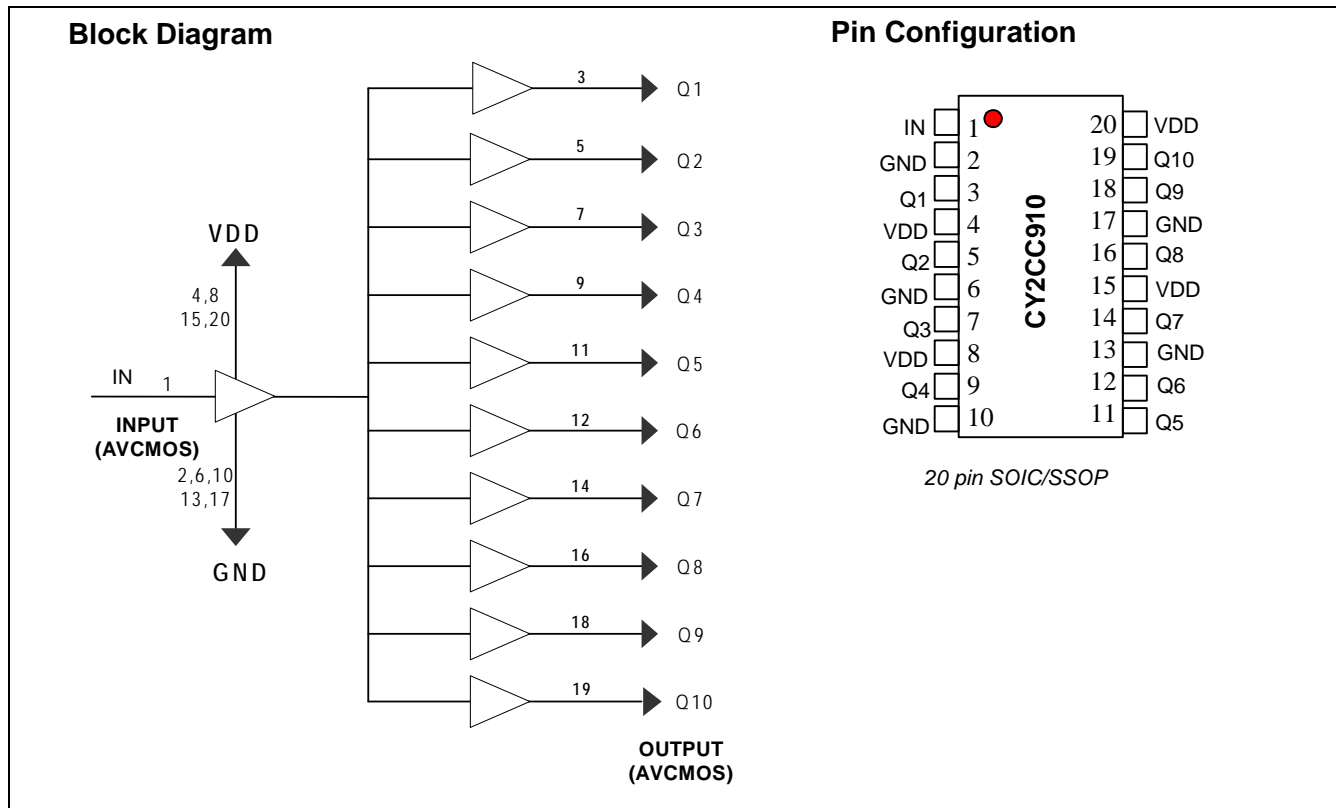 Block Diagram
3
Q1
5
Q2
7
Q3
9
Q4
11
Q5
12
Q6
14
Q7
16
Q8
18
Q9
19
Q10
VDD
4,8
15,20
IN 1
INPUT
(AVCMOS)
2,6,10
13,17
GND
OUTPUT
(AVCMOS)
Pin Configuration
IN 1 20 VDD
GND 2 19 Q10
Q1 3 18 Q9
VDD 4 17 GND
Q2 5 16 Q8
GND 6 15 VDD
Q3 7 14 Q7
VDD 8 13 GND
Q4 9 12 Q6
GND 10 11 Q5
CY2CC910
20 pin SOIC/SSOP